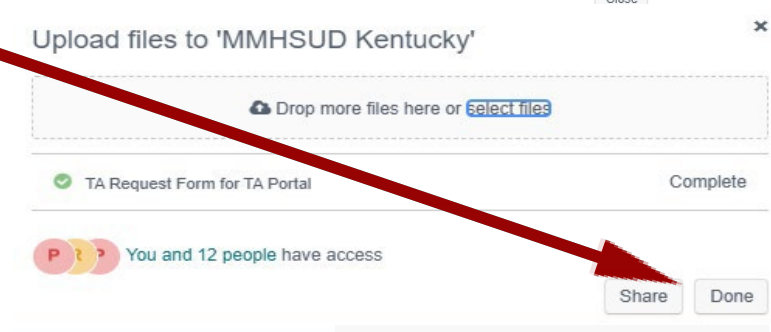 Close
Upload files to 'MMHSUD Kentucky'
×
Drop more files here or select files
TA Request Form for TA Portal Complete
P R P You and 12 people have access
Share Done